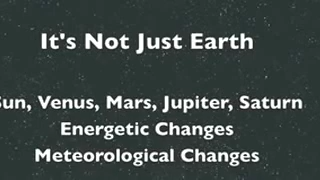 It's Not Just Earth
Sun, Venus, Mars, Jupiter, Saturn
Energetic Changes
Meteorological Changes